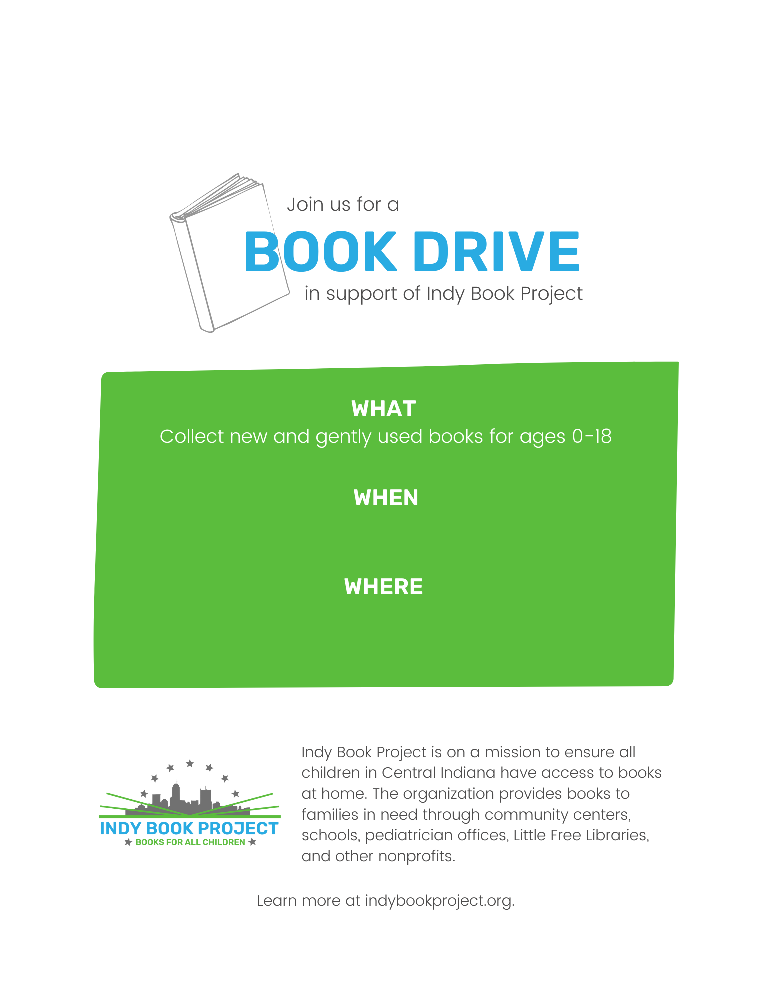 Join us for a
BOOK DRIVE
in support of Indy Book Project
WHAT
Collect new and gently used books for ages 0-18
WHEN
WHERE
Indy Book Project is on a mission to ensure all
children in Central Indiana have access to books
at home. The organization provides books to
families in need through community centers,
schools, pediatrician offices, Little Free Libraries,
and other nonprofits.
INDY BOOK PROJECT
BOOKS FOR ALL CHILDREN
Learn more at indybookproject.org.